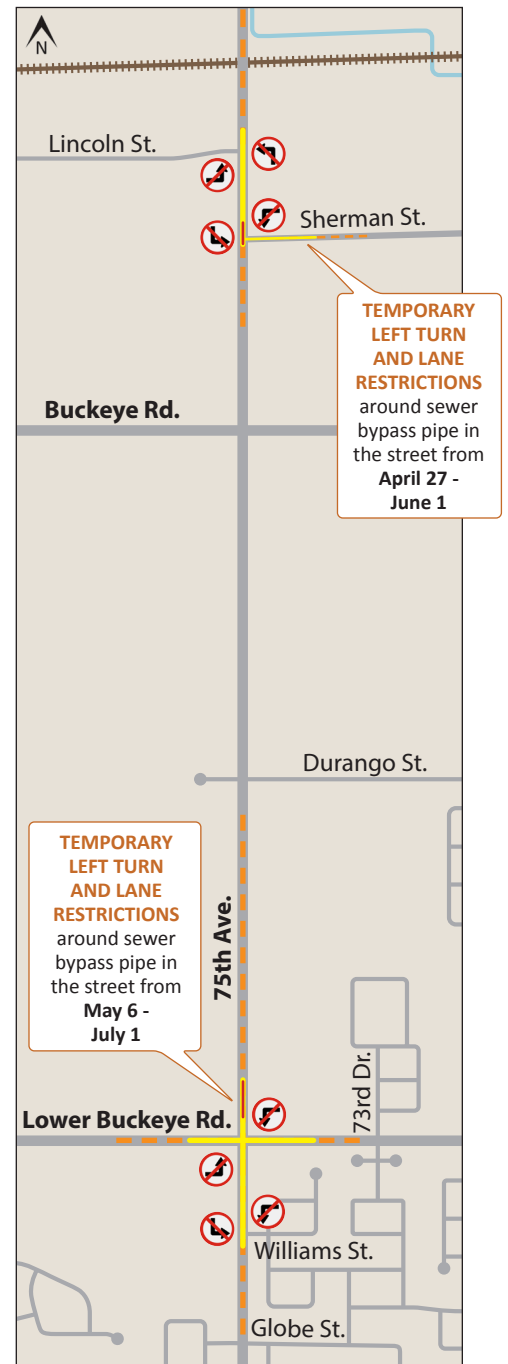 N
Lincoln St.
Sherman St.
TEMPORARY
LEFT TURN
AND LANE
RESTRICTIONS
around sewer
bypass pipe in
the street from
April 27 -
June 1
Buckeye Rd.
Durango St.
TEMPORARY
LEFT TURN
AND LANE
RESTRICTIONS
around sewer
bypass pipe in
the street from
May 6 -
July 1
75th Ave.
73rd Dr.
Lower Buckeye Rd.
Williams St.
Globe St.